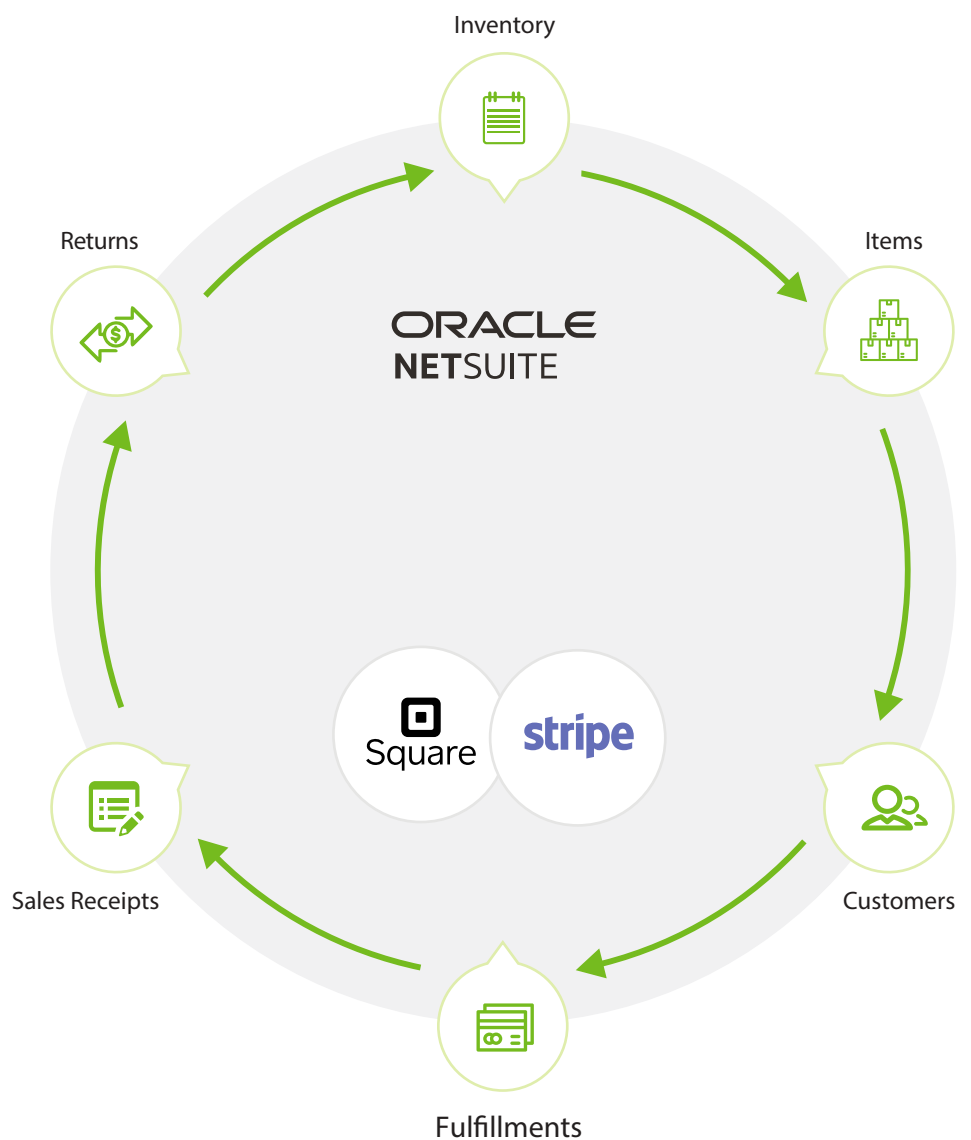 Inventory
Returns
Items
ORACLE
NETSUITE
Square
stripe
Sales Receipts
Customers
Fulfillments